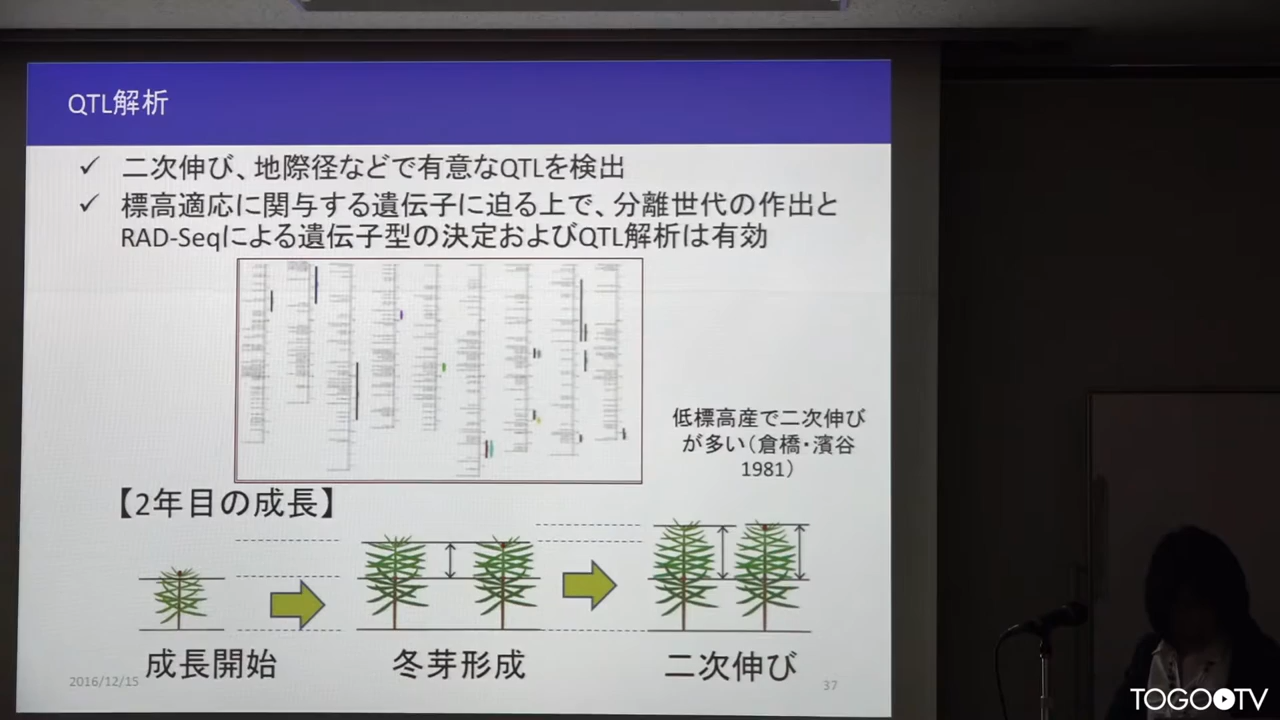 QTL解析
✓ 二次伸び、地際径などで有意なQTLを検出
✓ 標高適応に関与する遺伝子に迫る上で、分離世代の作出と
RAD-Seqによる遺伝子型の決定およびQTL解析は有効
低標高産で二次伸び
が多い（倉橋・濱谷
1981）
【2年目の成長】
成長開始
冬芽形成
二次伸び
2016/12/15
37
TOGOTV